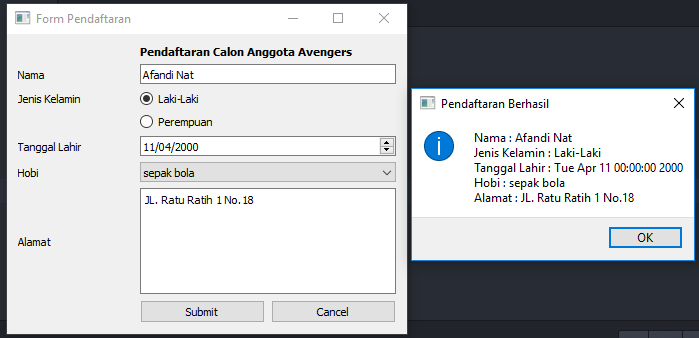 Form Pendaftaran
Pendaftaran Calon Anggota Avengers
Nama Afandi Nat
Jenis Kelamin Laki-Laki
Perempuan
Tanggal Lahir 11/04/2000
Hobi sepak bola
Alamat JL. Ratu Ratih 1 No.18
Submit Cancel
Pendaftaran Berhasil
Nama : Afandi Nat
Jenis Kelamin : Laki-Laki
Tanggal Lahir : Tue Apr 11 00:00:00 2000
Hobi : sepak bola
Alamat : JL. Ratu Ratih 1 No.18
OK